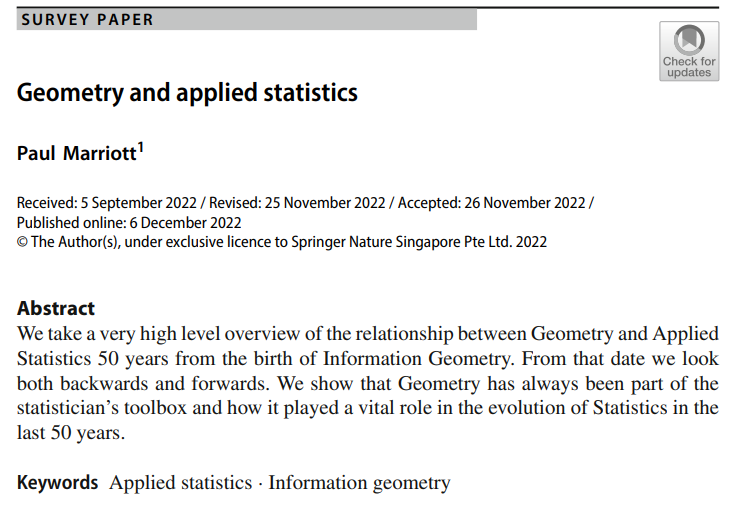 SURVEY PAPER
Check for
updates
Geometry and applied statistics
Paul Marriott1
Received: 5 September 2022 / Revised: 25 November 2022 / Accepted: 26 November 2022 /
Published online: 6 December 2022
© The Author(s), under exclusive licence to Springer Nature Singapore Pte Ltd. 2022
Abstract
We take a very high level overview of the relationship between Geometry and Applied
Statistics 50 years from the birth of Information Geometry. From that date we look
both backwards and forwards. We show that Geometry has always been part of the
statistician’s toolbox and how it played a vital role in the evolution of Statistics in the
last 50 years.
Keywords Applied statistics · Information geometry